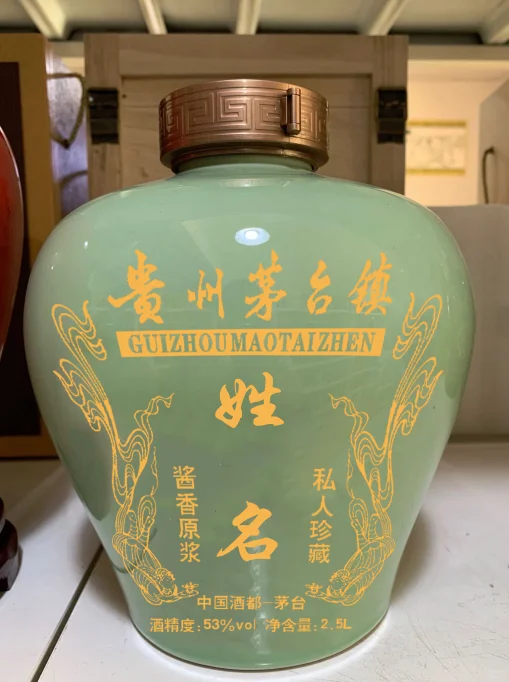 贵州茅台镇
GUIZHOUMAOTAIZHEN
姓名
酱香原浆
私人珍藏
中国酒都-茅台
酒精度:53%vol 净含量:2.5L